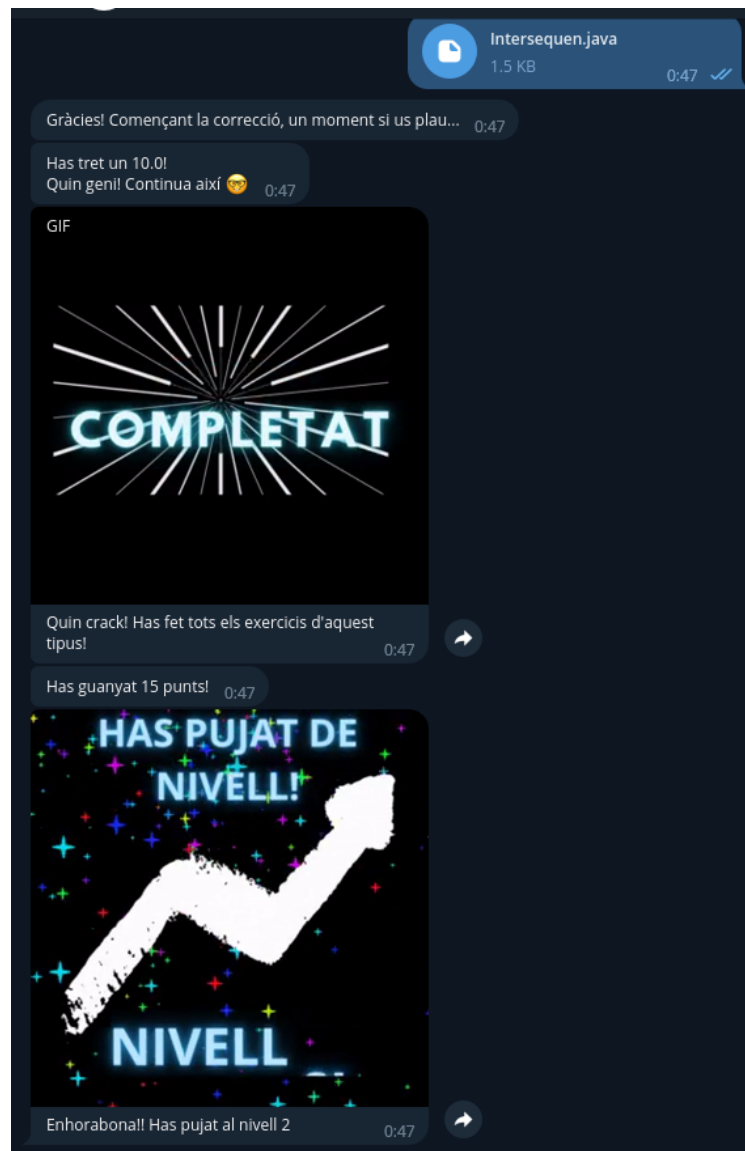 Intersequen.java
1.5 KB
0:47
Gràcies! Començant la correcció, un moment si us plau...
0:47
Has tret un 10.0!
Quin geni! Continua així 🤓
0:47
GIF
COMPLETAT
Quin crack! Has fet tots els exercicis d'aquest
tipus!
0:47
Has guanyat 15 punts!
0:47
HAS PUJAT DE
NIVELL!
NIVELL
Enhorabona!! Has pujat al nivell 2
0:47